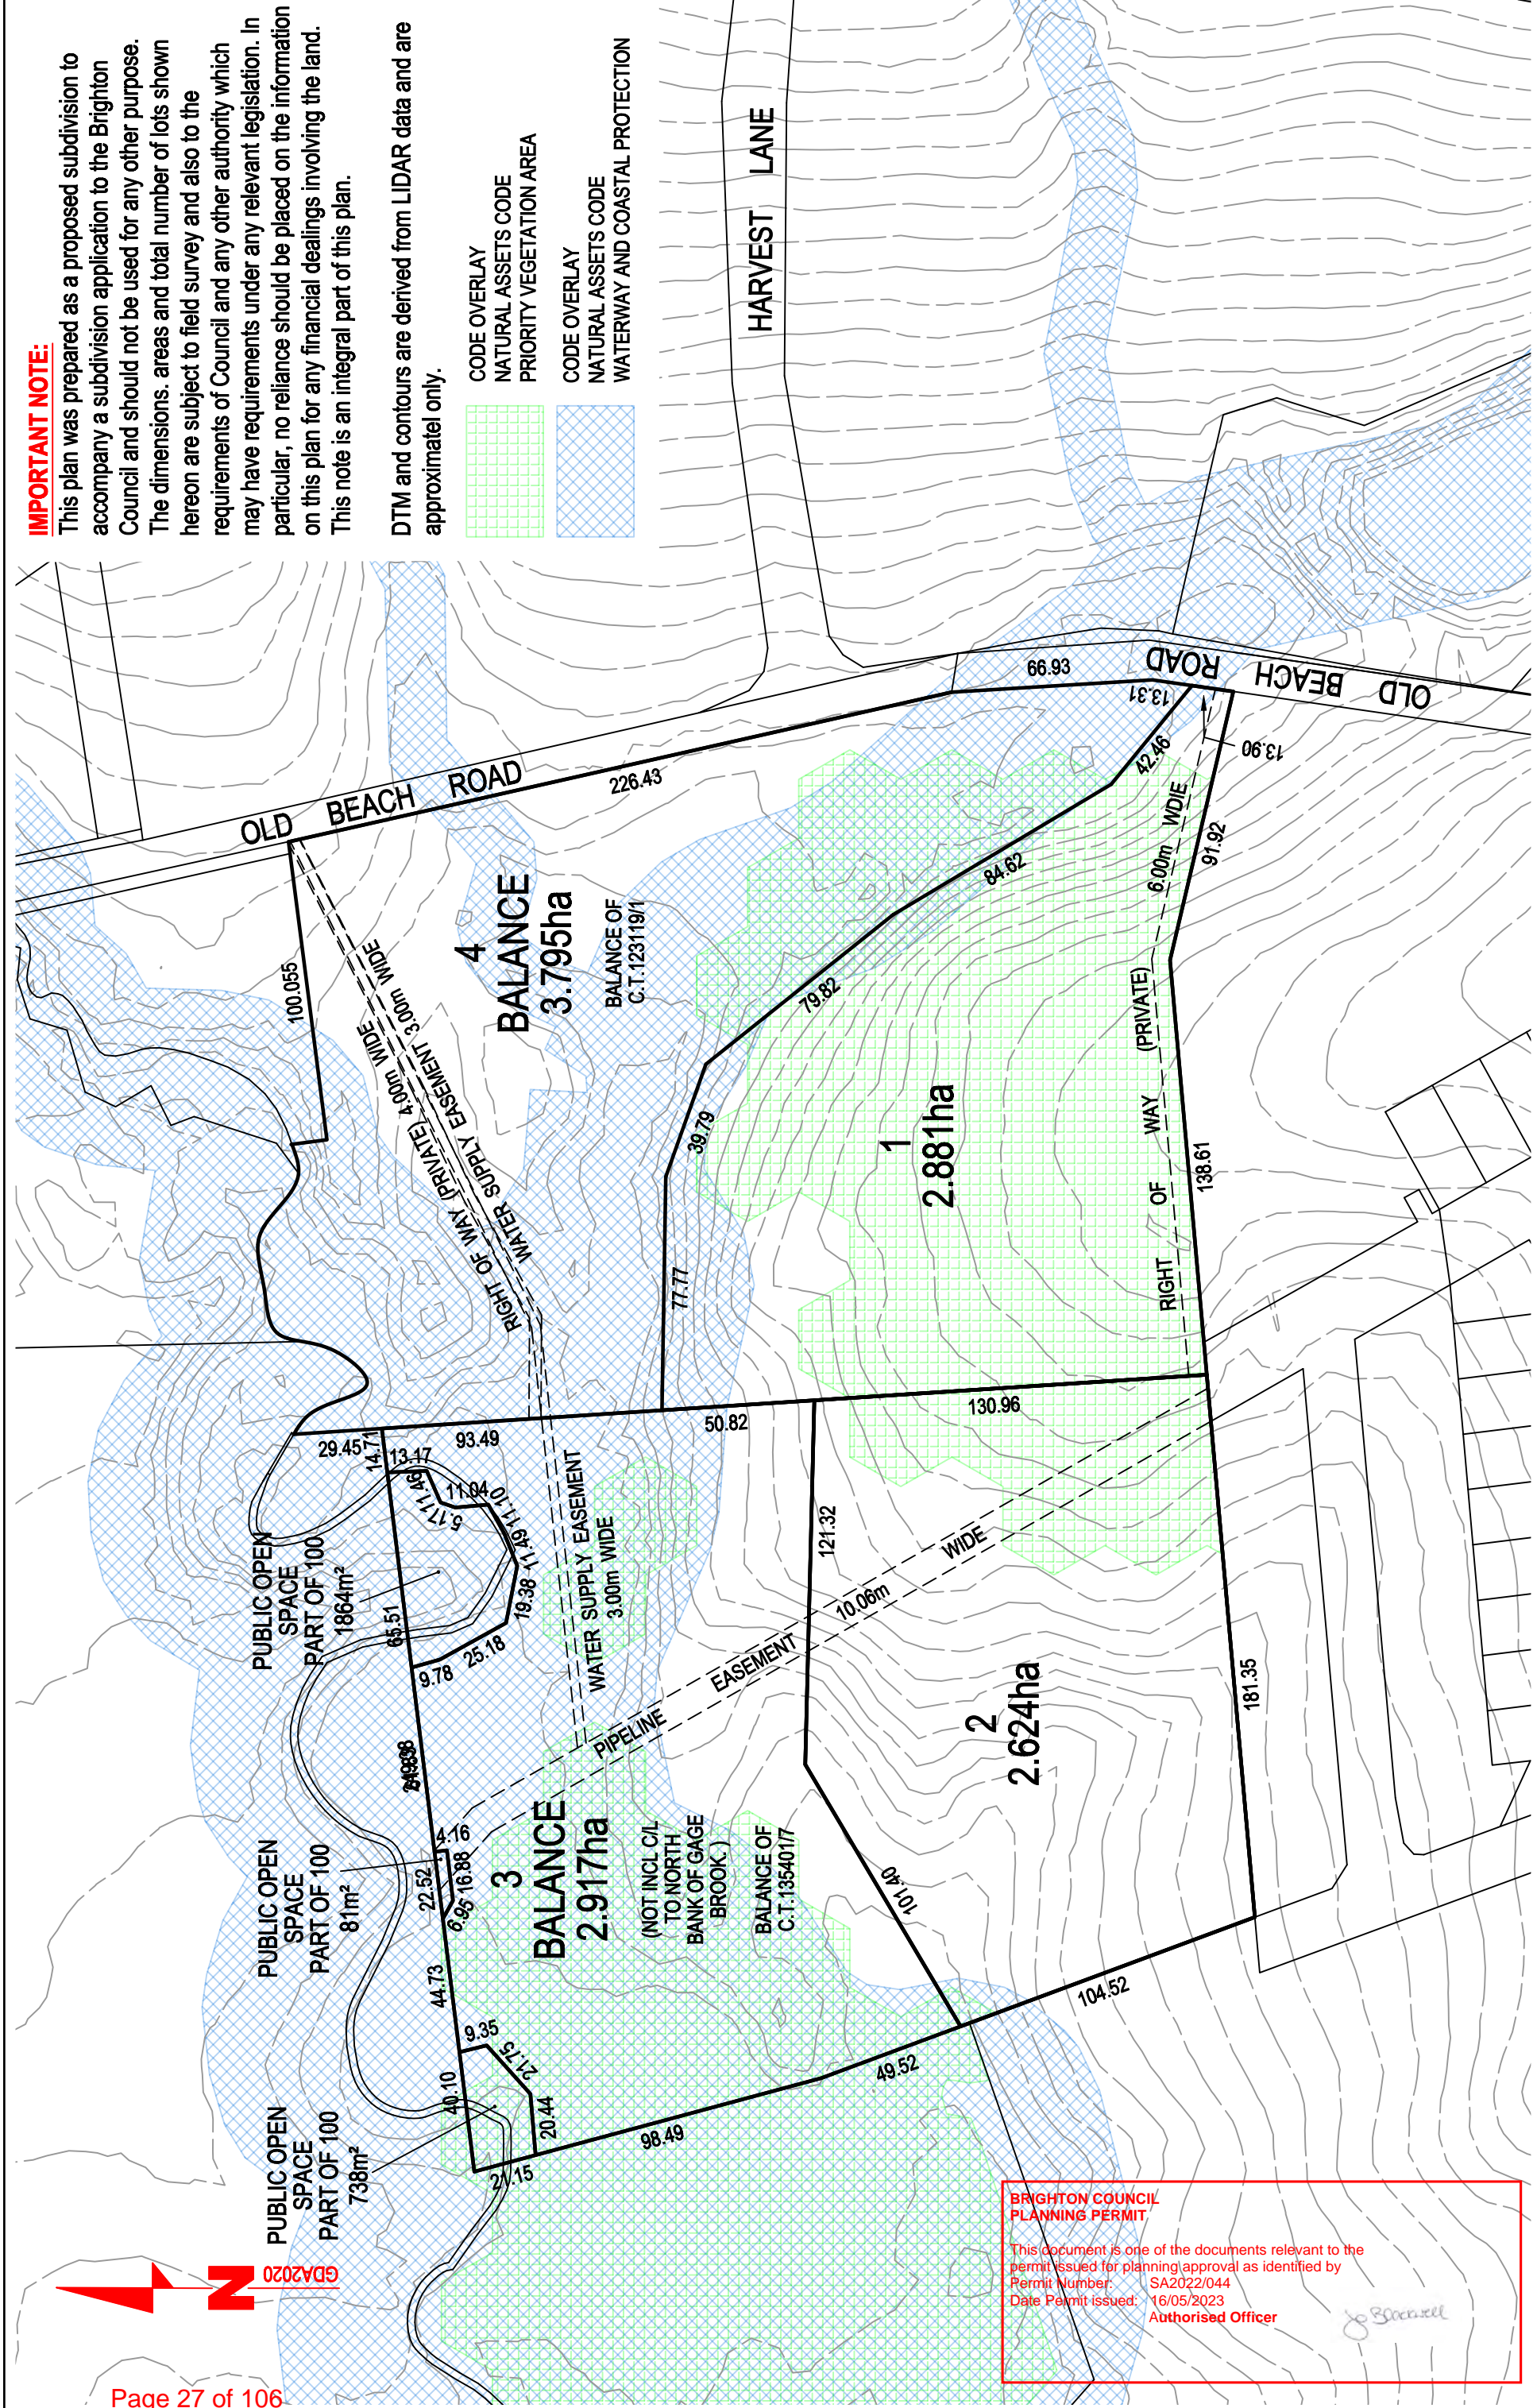 IMPORTANT NOTE:
This plan was prepared as a proposed subdivision to
accompany a subdivision application to the Brighton
Council and should not be used for any other purpose.
The dimensions. areas and total number of lots shown
hereon are subject to field survey and also to the
requirements of Council and any other authority which
may have requirements under any relevant legislation. In
particular, no reliance should be placed on the information
on this plan for any financial dealings involving the land.
This note is an integral part of this plan.
DTM and contours are derived from LIDAR data and are
approximatel only.
CODE OVERLAY
NATURAL ASSETS CODE
PRIORITY VEGETATION AREA
CODE OVERLAY
NATURAL ASSETS CODE
WATERWAY AND COASTAL PROTECTION
HARVEST LANE
OLD BEACH ROAD
OLD BEACH ROAD
226.43
66.93
13.31
13.90
42.46
84.62
79.82
39.79
77.77
91.92
138.61
6.00m WDIE
RIGHT OF WAY (PRIVATE)
100.055
RIGHT OF WAY (PRIVATE) 4.00m WIDE
WATER SUPPLY EASEMENT 3.00m WIDE
4
BALANCE
3.795ha
BALANCE OF
C.T.123119/1
1
2.881ha
29.45
14.71
93.49
50.82
130.96
13.17
11.46
5.17
11.04
11.10
11.49
19.38
25.18
9.78
65.51
PUBLIC OPEN
SPACE
PART OF 100
1864m²
WATER SUPPLY EASEMENT
3.00m WIDE
121.32
PIPELINE EASEMENT 10.06m WIDE
2
2.624ha
181.35
101.40
104.52
4.16
16.88
6.95
22.52
PUBLIC OPEN
SPACE
PART OF 100
81m²
3
BALANCE
2.917ha
(NOT INCL C/L
TO NORTH
BANK OF GAGE
BROOK. )
BALANCE OF
C.T.135401/7
44.73
9.35
21.75
20.44
40.10
21.15
98.49
49.52
PUBLIC OPEN
SPACE
PART OF 100
738m²
N
GDA2020
BRIGHTON COUNCIL
PLANNING PERMIT
This document is one of the documents relevant to the
permit issued for planning approval as identified by
Permit Number: SA2022/044
Date Permit issued: 16/05/2023
Authorised Officer
Page 27 of 106